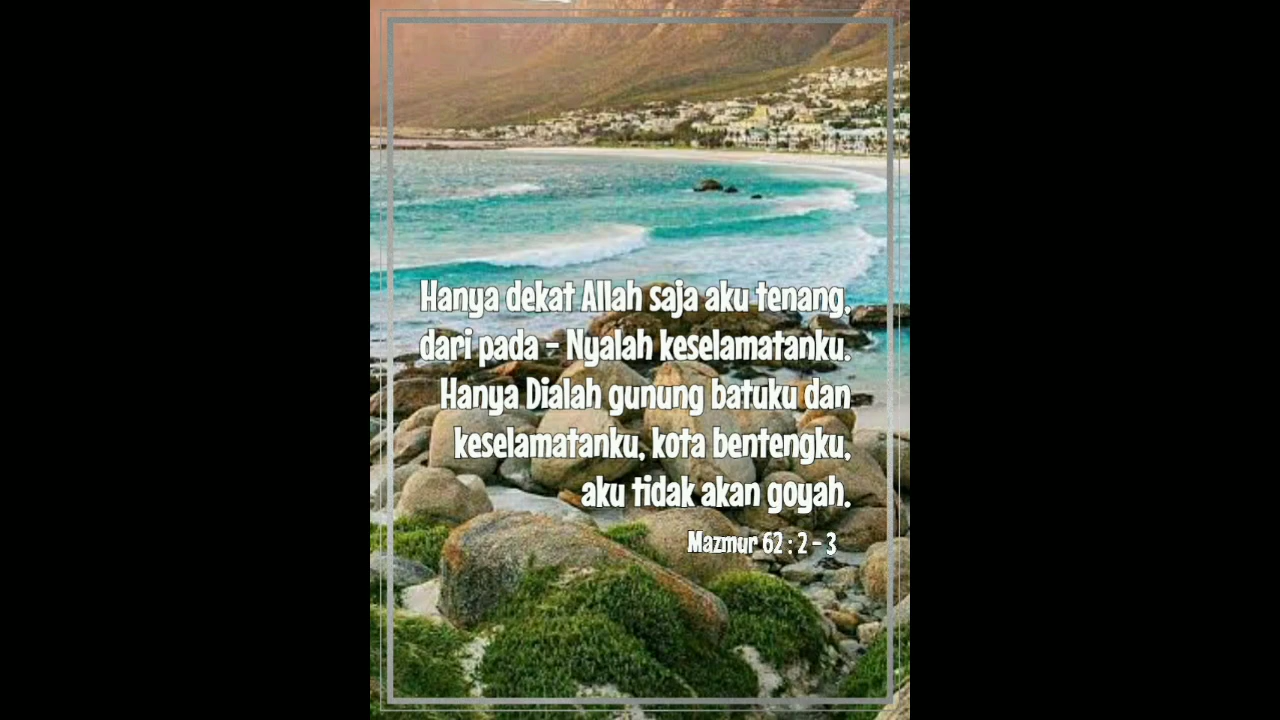 Hanya dekat Allah saja aku tenang,
dari pada - Nyalah keselamatanku.
Hanya Dialah gunung batuku dan
keselamatanku, kota bentengku,
aku tidak akan goyah.
Mazmur 62 : 2 - 3